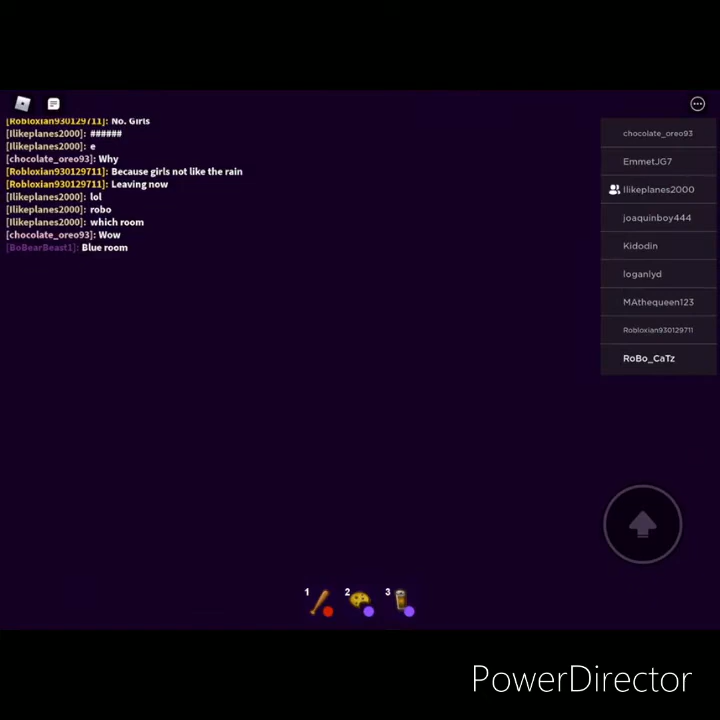 [Robloxian930129711]: No. Girls
[Ilikeplanes2000]: ######
[Ilikeplanes2000]: e
[chocolate_oreo93]: Why
[Robloxian930129711]: Because girls not like the rain
[Robloxian930129711]: Leaving now
[Ilikeplanes2000]: lol
[Ilikeplanes2000]: robo
[Ilikeplanes2000]: which room
[chocolate_oreo93]: Wow
[BoBearBeast1]: Blue room
chocolate_oreo93
EmmetJG7
Ilikeplanes2000
joaquinboy444
Kidodin
loganlyd
MAthequeen123
Robloxian930129711
RoBo_CaTz
1 2 3
PowerDirector